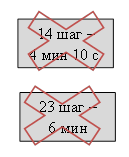 14 шаг –
4 мин 10 с
23 шаг –
6 мин